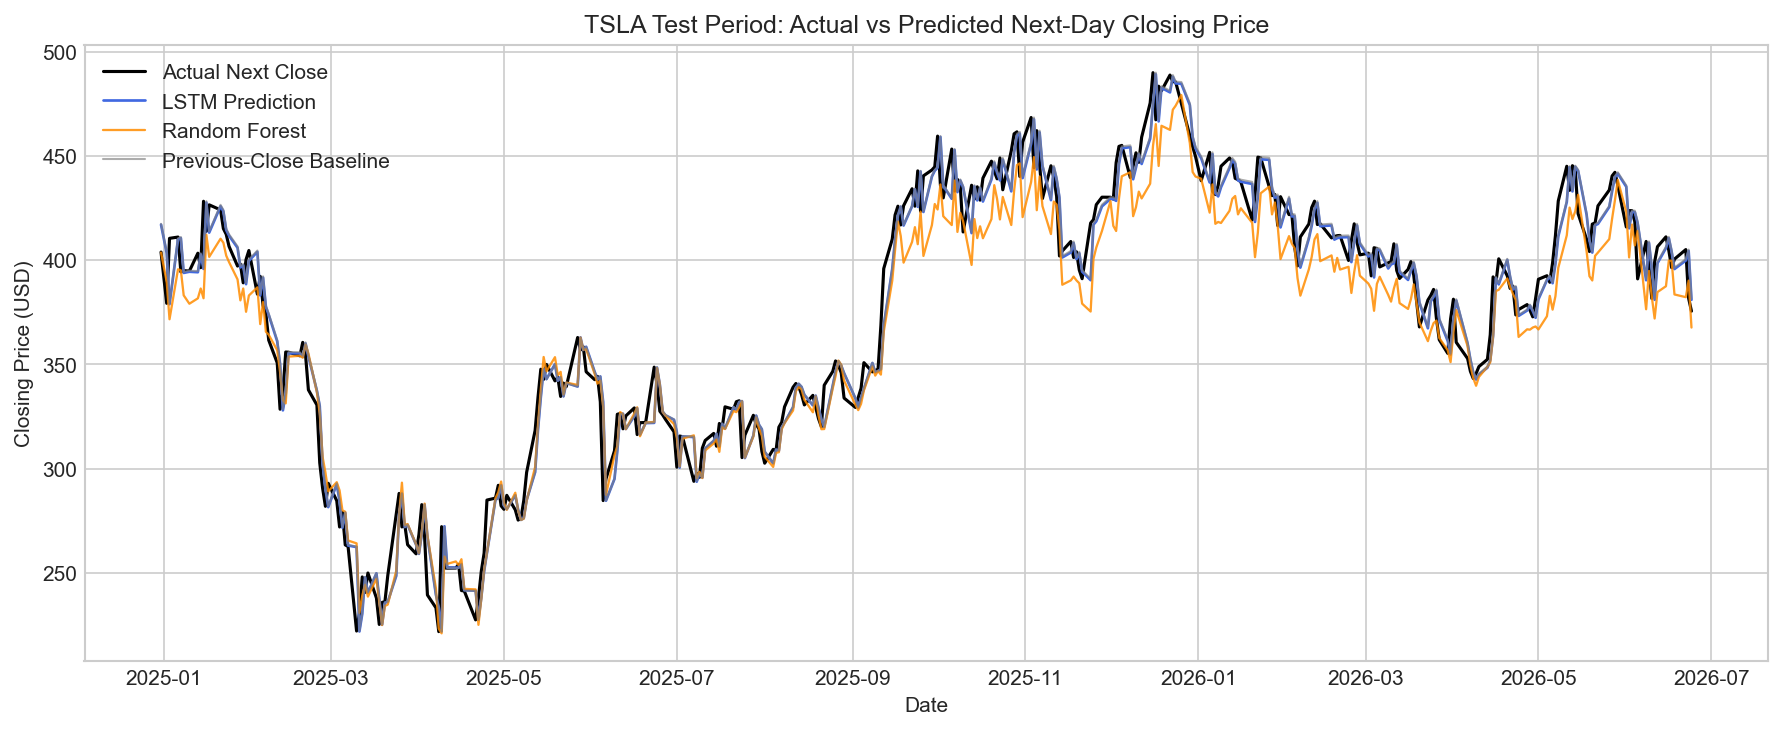 TSLA Test Period: Actual vs Predicted Next-Day Closing Price
500
450
400
350
300
250
Closing Price (USD)
Actual Next Close
LSTM Prediction
Random Forest
Previous-Close Baseline
2025-01 2025-03 2025-05 2025-07 2025-09 2025-11 2026-01 2026-03 2026-05 2026-07
Date